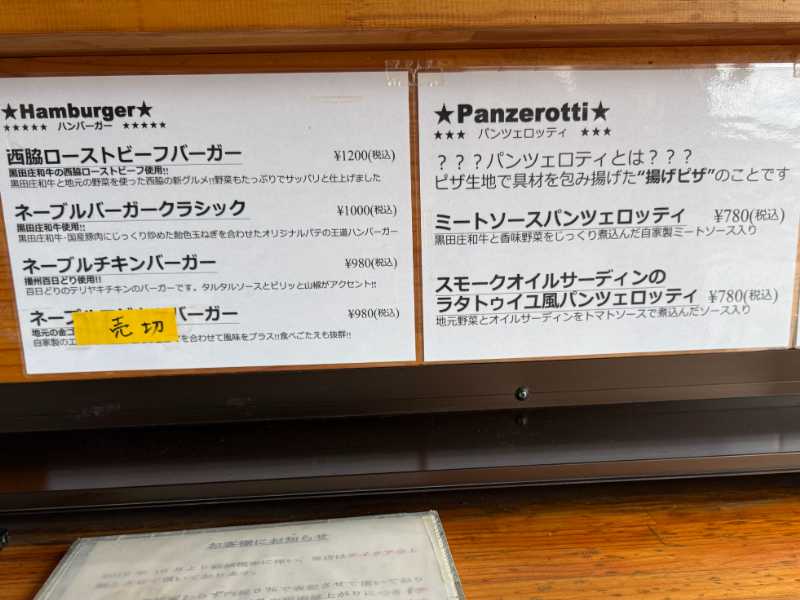 ★Hamburger★
★★★★★ ハンバーガー ★★★★★
西脇ローストビーフバーガー ¥1200(税込)
黒田庄和牛の西脇ローストビーフ使用!!
黒田庄和牛と地元の野菜を使った西脇の新グルメ!!野菜もたっぷりでサッパリと仕上げました
ネーブルバーガークラシック ¥1000(税込)
黒田庄和牛使用!!
黒田庄和牛・国産豚肉にじっくり炒めた飴色玉ねぎを合わせたオリジナルパテの王道ハンバーガー
ネーブルチキンバーガー ¥980(税込)
播州百日どり使用!!
百日どりのテリヤキチキンのバーガーです。タルタルソースとピリッと山椒がアクセント!!
ネーブル バーガー ¥980(税込)
地元の金ゴ
売切
自家製のエ を合わせて風味をプラス!!食べごたえも抜群!!
★Panzerotti★
★★★ パンツェロッティ ★★★
？？？パンツェロティとは？？？
ピザ生地で具材を包み揚げた“揚げピザ”のことです
ミートソースパンツェロッティ ¥780(税込)
黒田庄和牛と香味野菜をじっくり煮込んだ自家製ミートソース入り
スモークオイルサーディンの
ラタトゥイユ風パンツェロッティ ¥780(税込)
地元野菜とオイルサーディンをトマトソースで煮込んだソース入り
お客様にお知らせ